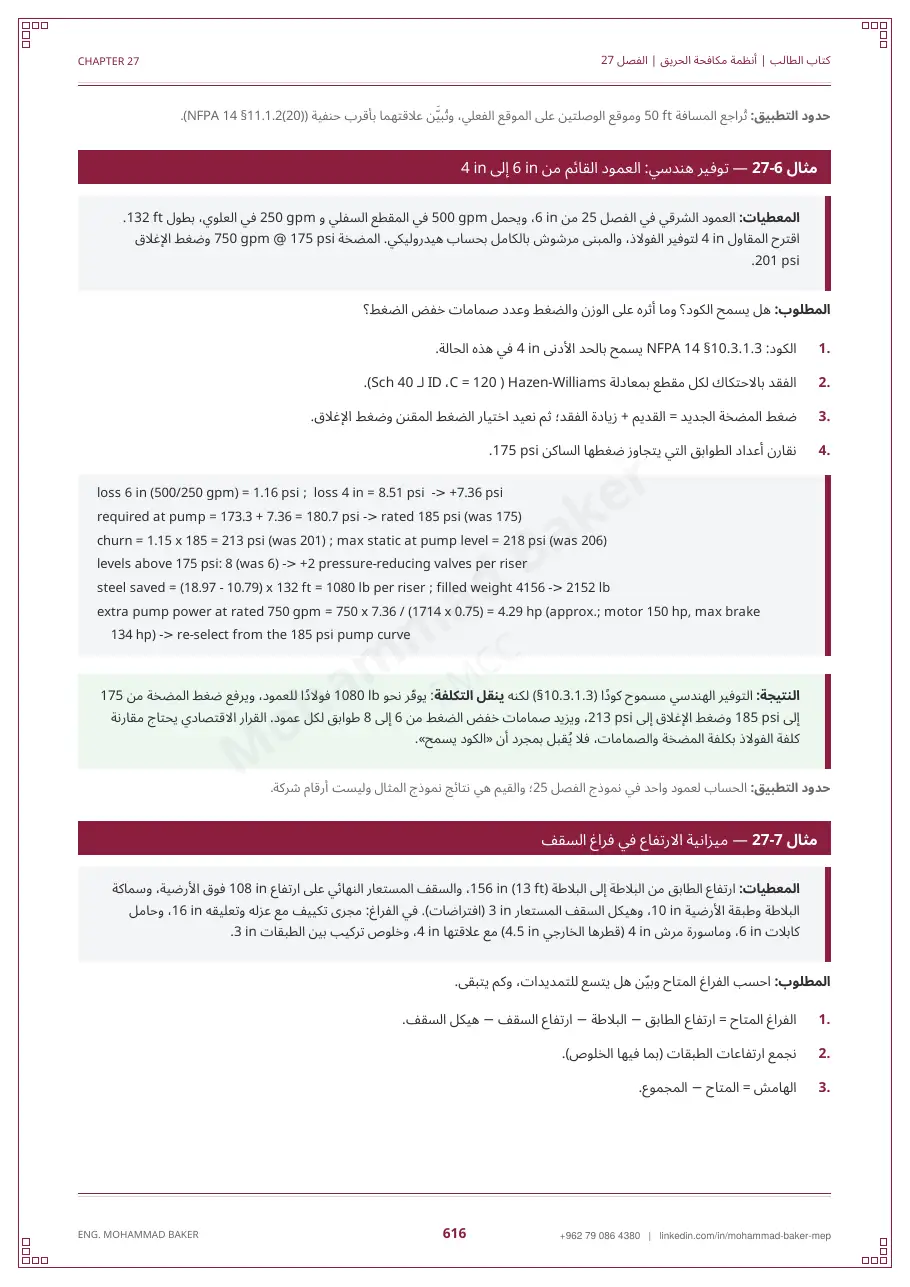 CHAPTER 27
كتاب الطالب | أنظمة مكافحة الحريق | الفصل 27
حدود التطبيق: تُراجع المسافة 50 ft وموقع الوصلتين على الموقع الفعلي، وتُبيَّن علاقتهما بأقرب حنفية (NFPA 14 §11.1.2(20)).
مثال 6-27 — توفير هندسي: العمود القائم من 6 in إلى 4 in
المعطيات: العمود الشرقي في الفصل 25 من 6 in، ويحمل 500 gpm في المقطع السفلي و 250 gpm في العلوي، بطول 132 ft.
اقترح المقاول 4 in لتوفير الفولاذ، والمبنى مرشوش بالكامل بحساب هيدروليكي. المضخة 750 gpm @ 175 psi وضغط الإغلاق
201 psi.
المطلوب: هل يسمح الكود؟ وما أثره على الوزن والضغط وعدد صمامات خفض الضغط؟
1. الكود: NFPA 14 §10.3.1.3 يسمح بالحد الأدنى 4 in في هذه الحالة.
2. الفقد بالاحتكاك لكل مقطع بمعادلة Hazen-Williams ( C = 120، ID لـ Sch 40).
3. ضغط المضخة الجديد = القديم + زيادة الفقد؛ ثم نعيد اختيار الضغط المقنن وضغط الإغلاق.
4. نقارن أعداد الطوابق التي يتجاوز ضغطها الساكن 175 psi.
loss 6 in (500/250 gpm) = 1.16 psi ;  loss 4 in = 8.51 psi  -> +7.36 psi
required at pump = 173.3 + 7.36 = 180.7 psi -> rated 185 psi (was 175)
churn = 1.15 x 185 = 213 psi (was 201) ; max static at pump level = 218 psi (was 206)
levels above 175 psi: 8 (was 6) -> +2 pressure-reducing valves per riser
steel saved = (18.97 - 10.79) x 132 ft = 1080 lb per riser ; filled weight 4156 -> 2152 lb
extra pump power at rated 750 gpm = 750 x 7.36 / (1714 x 0.75) = 4.29 hp (approx.; motor 150 hp, max brake
134 hp) -> re-select from the 185 psi pump curve
النتيجة: التوفير الهندسي مسموح كودًا (§10.3.1.3) لكنه ينقل التكلفة: يوفّر نحو 1080 lb فولاذًا للعمود، ويرفع ضغط المضخة من 175
إلى 185 psi وضغط الإغلاق إلى 213 psi، ويزيد صمامات خفض الضغط من 6 إلى 8 طوابق لكل عمود. القرار الاقتصادي يحتاج مقارنة
كلفة الفولاذ بكلفة المضخة والصمامات، فلا يُقبل بمجرد أن «الكود يسمح».
حدود التطبيق: الحساب لعمود واحد في نموذج الفصل 25؛ والقيم هي نتائج نموذج المثال وليست أرقام شركة.
مثال 7-27 — ميزانية الارتفاع في فراغ السقف
المعطيات: ارتفاع الطابق من البلاطة إلى البلاطة 156 in (13 ft)، والسقف المستعار النهائي على ارتفاع 108 in فوق الأرضية، وسماكة
البلاطة وطبقة الأرضية 10 in، وهيكل السقف المستعار 3 in (افتراضات). في الفراغ: مجرى تكييف مع عزله وتعليقه 16 in، وحامل
كابلات 6 in، وماسورة مرش 4 in (قطرها الخارجي 4.5 in) مع علاقتها 4 in، وخلوص تركيب بين الطبقات 3 in.
المطلوب: احسب الفراغ المتاح وبيّن هل يتسع للتمديدات، وكم يتبقى.
1. الفراغ المتاح = ارتفاع الطابق − البلاطة − ارتفاع السقف − هيكل السقف.
2. نجمع ارتفاعات الطبقات (بما فيها الخلوص).
3. الهامش = المتاح − المجموع.
Mohammad Baker
SMCC
ENG. MOHAMMAD BAKER
616
+962 79 086 4380 | linkedin.com/in/mohammad-baker-mep